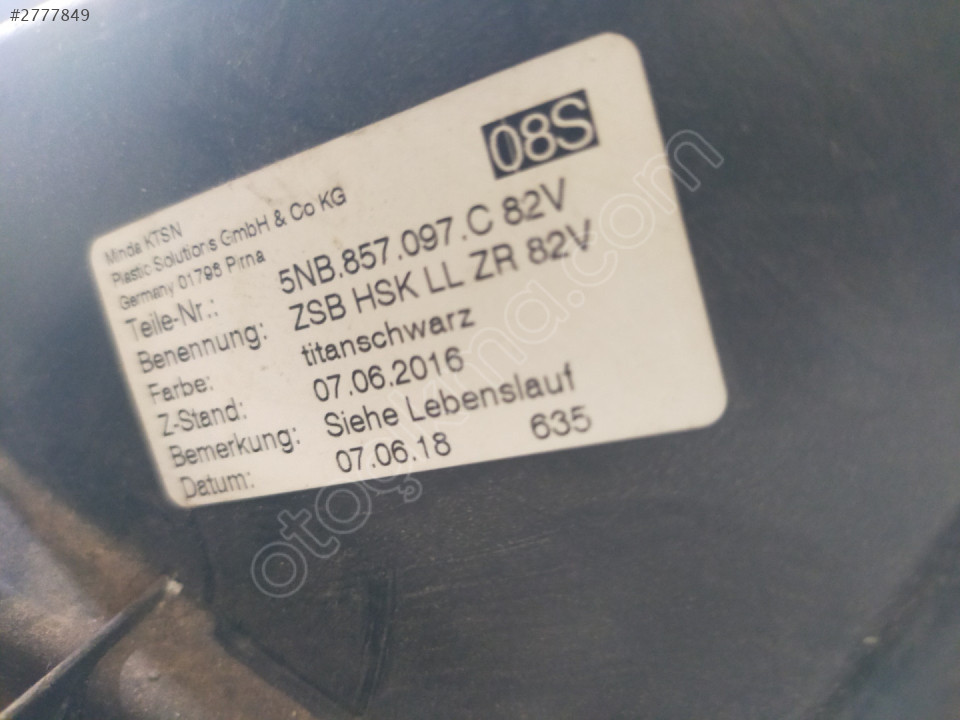 #2777849
08S
Minda KTSN
Plastic Solutions GmbH & Co KG
Germany 01796 Pirna
Teile-Nr.: 5NB.857.097.C 82V
Benennung: ZSB HSK LL ZR 82V
Farbe: titanschwarz
Z-Stand: 07.06.2016
Bemerkung: Siehe Lebenslauf
Datum: 07.06.18 635
otocikma.com